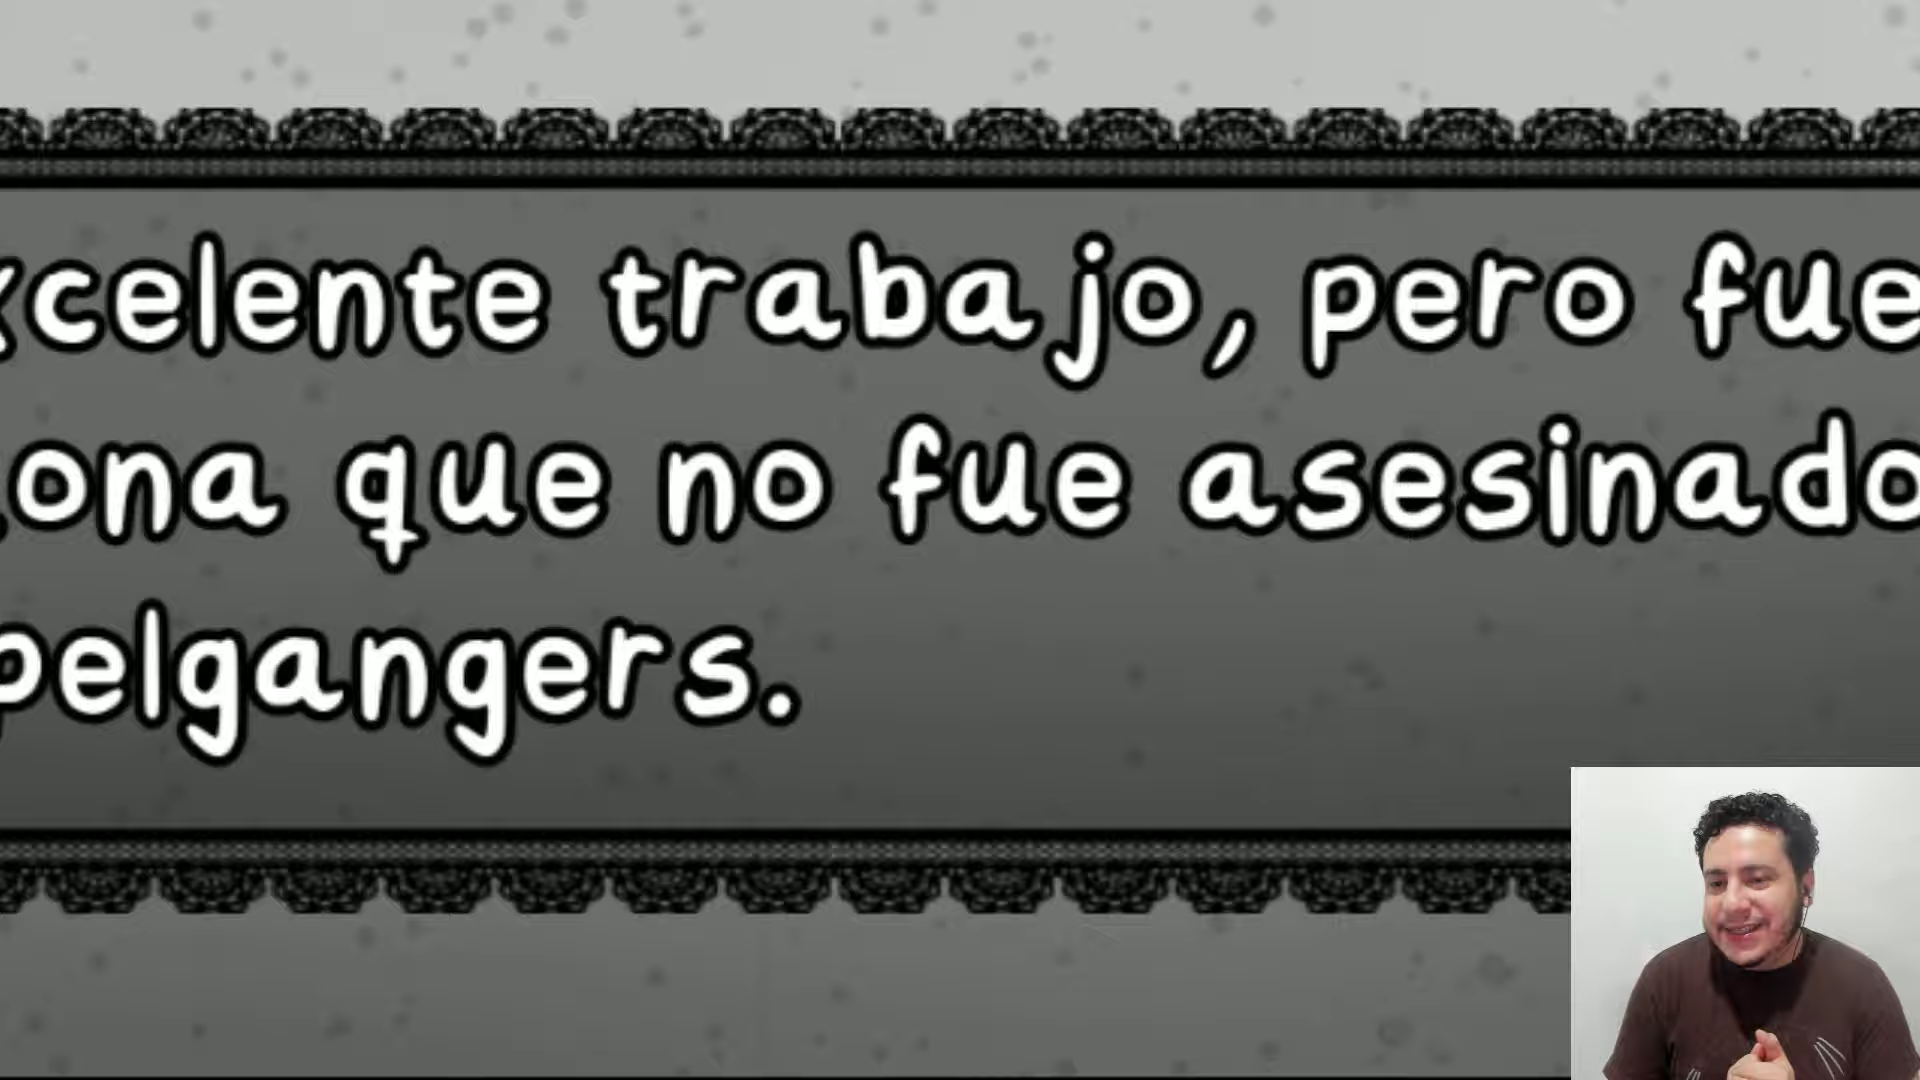 xcelente trabajo, pero fue
ona que no fue asesinado
pelgangers.